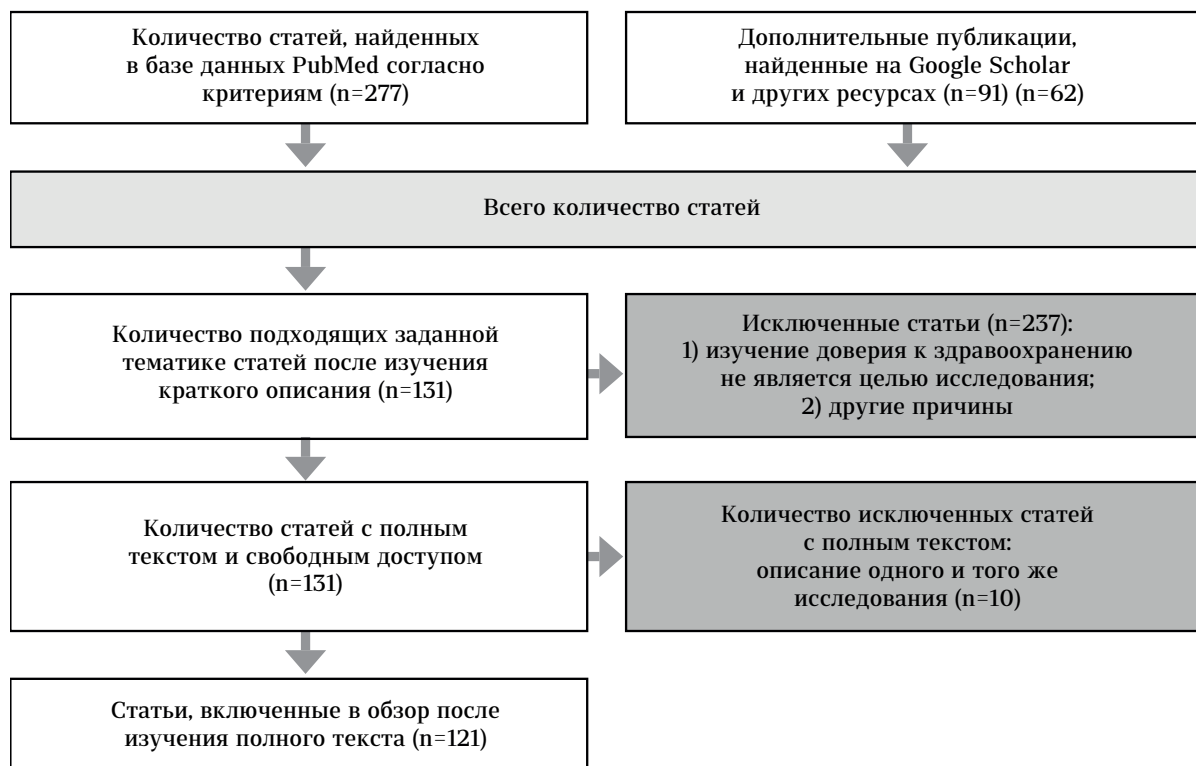 Количество статей, найденных
в базе данных PubMed согласно
критериям (n=277)
Дополнительные публикации,
найденные на Google Scholar
и других ресурсах (n=91) (n=62)
Всего количество статей
Количество подходящих заданной
тематике статей после изучения
краткого описания (n=131)
Исключенные статьи (n=237):
1) изучение доверия к здравоохранению
не является целью исследования;
2) другие причины
Количество статей с полным
текстом и свободным доступом
(n=131)
Количество исключенных статей
с полным текстом:
описание одного и того же
исследования (n=10)
Статьи, включенные в обзор после
изучения полного текста (n=121)